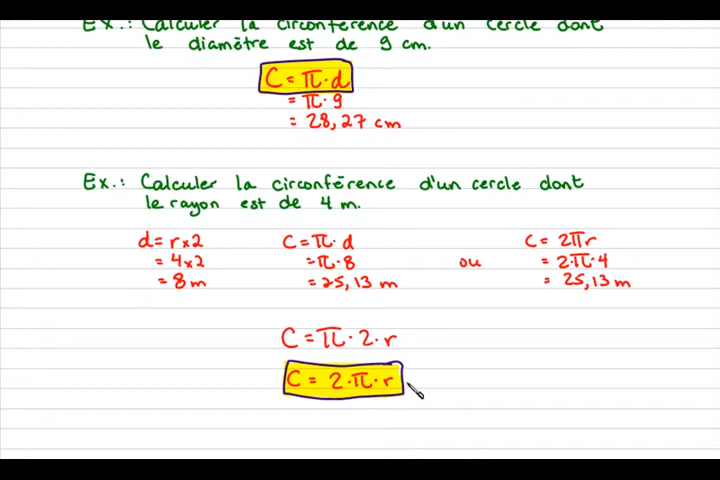 Ex.: Calculer la circonférence d'un cercle dont
le diamètre est de 9 cm.
C = π·d
= π·9
= 28,27 cm
Ex.: Calculer la circonférence d'un cercle dont
le rayon est de 4 m.
d = r×2
= 4×2
= 8 m
C = π·d
= π·8
= 25,13 m
ou
C = 2πr
= 2·π·4
= 25,13 m
C = π·2·r
C = 2·π·r